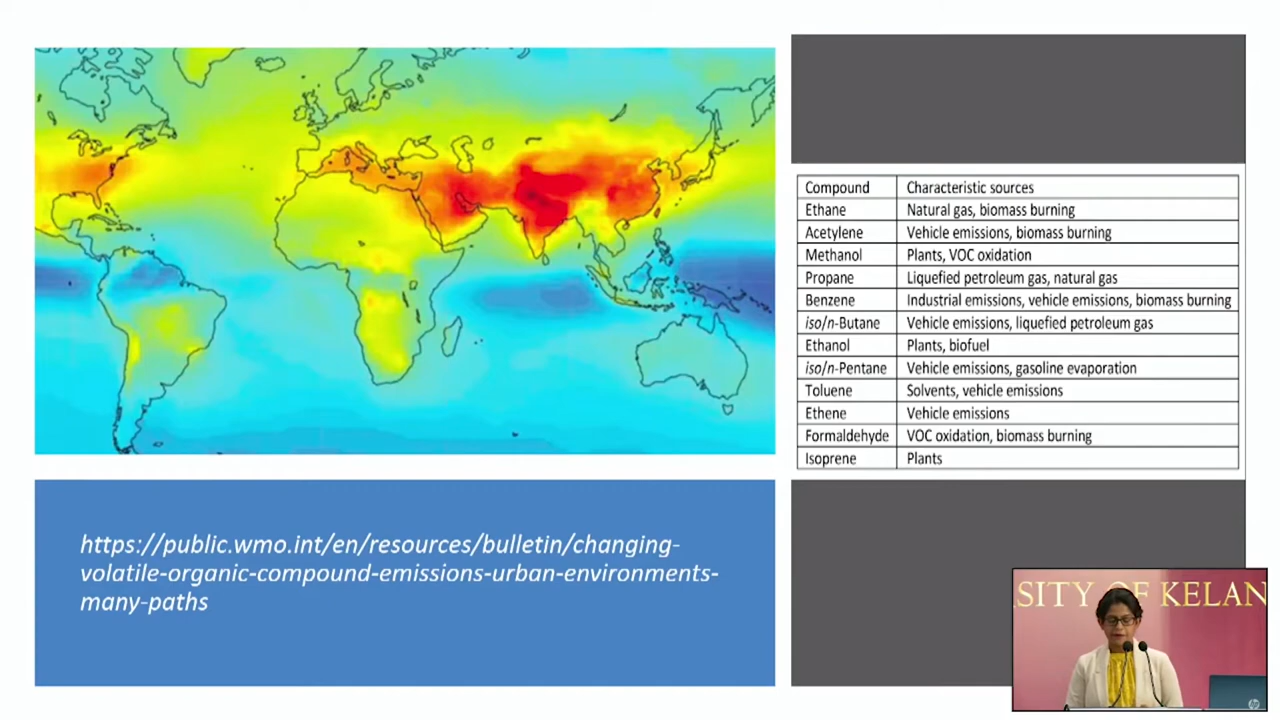 Compound Characteristic sources
Ethane Natural gas, biomass burning
Acetylene Vehicle emissions, biomass burning
Methanol Plants, VOC oxidation
Propane Liquefied petroleum gas, natural gas
Benzene Industrial emissions, vehicle emissions, biomass burning
iso/n-Butane Vehicle emissions, liquefied petroleum gas
Ethanol Plants, biofuel
iso/n-Pentane Vehicle emissions, gasoline evaporation
Toluene Solvents, vehicle emissions
Ethene Vehicle emissions
Formaldehyde VOC oxidation, biomass burning
Isoprene Plants
https://public.wmo.int/en/resources/bulletin/changing-
volatile-organic-compound-emissions-urban-environments-
many-paths
SITY OF KELAN
hp